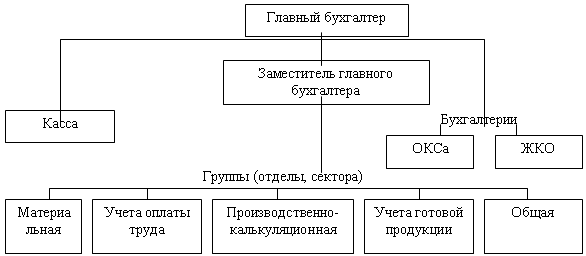 Главный бухгалтер
Заместитель главного
бухгалтера
Касса
Бухгалтерии
ОКСа
ЖКО
Группы (отделы, сектора)
Материа
льная
Учета оплаты
труда
Производственно-
калькуляционная
Учета готовой
продукции
Общая